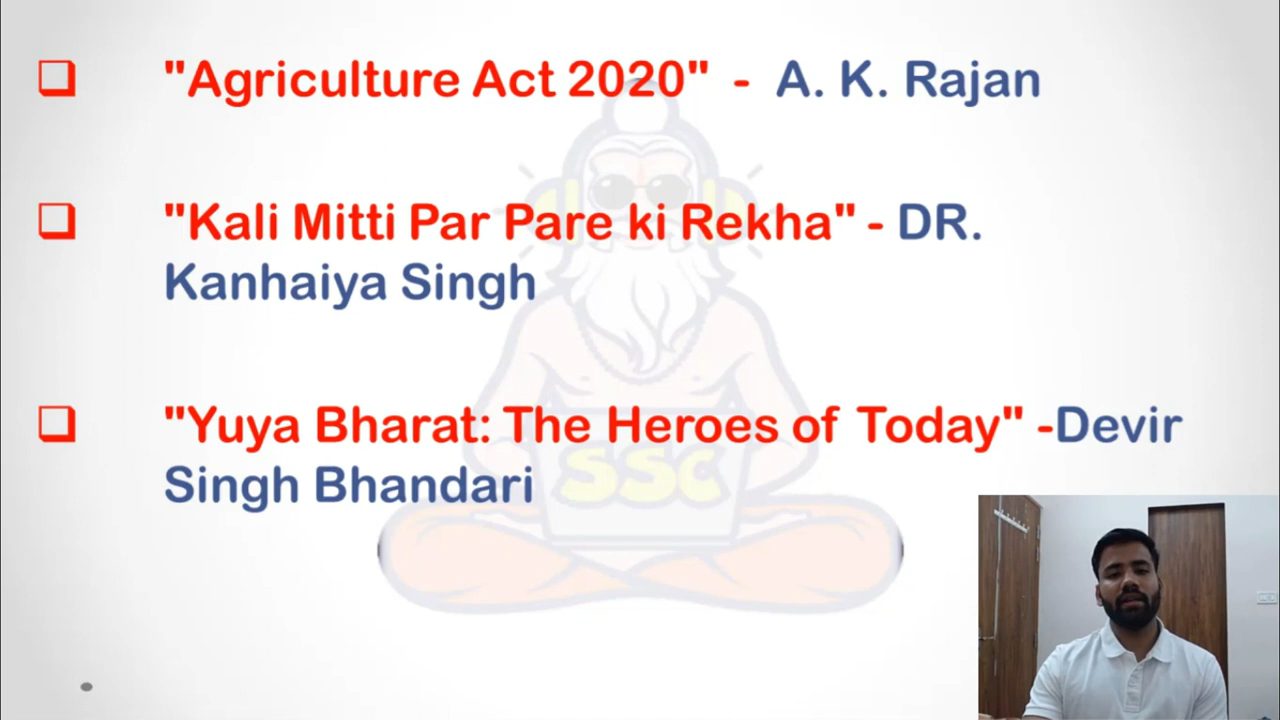 ❑ "Agriculture Act 2020" - A. K. Rajan
❑ "Kali Mitti Par Pare ki Rekha" - DR.
Kanhaiya Singh
❑ "Yuya Bharat: The Heroes of Today" -Devir
Singh Bhandari
SSC